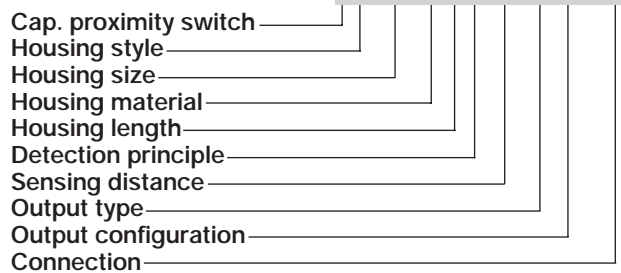 Cap. proximity switch
Housing style
Housing size
Housing material
Housing length
Detection principle
Sensing distance
Output type
Output configuration
Connection